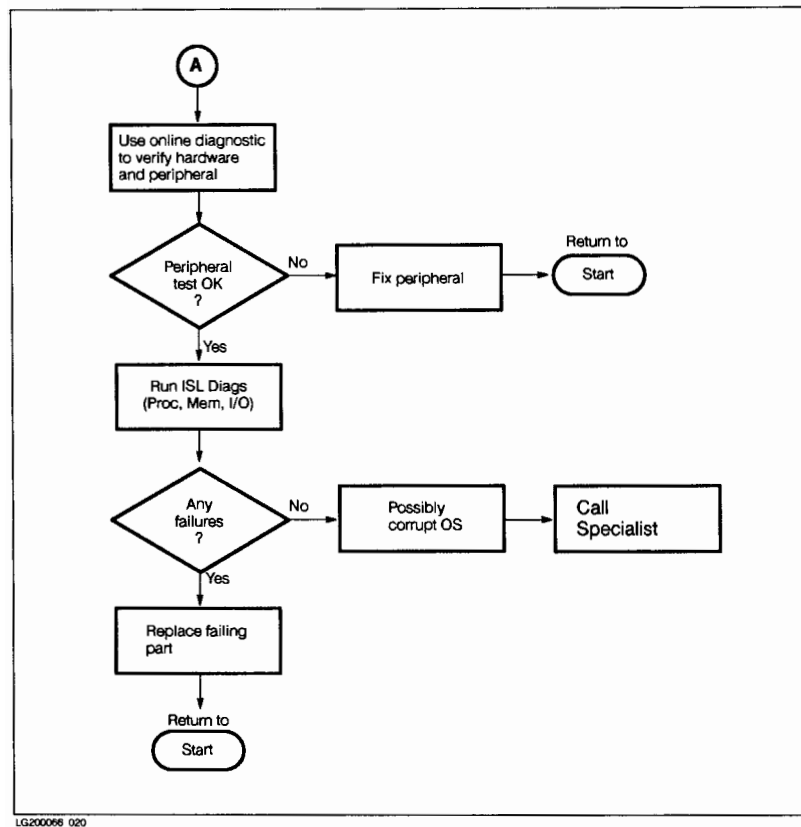 A
Use online diagnostic
to verify hardware
and peripheral
Peripheral
test OK
?
No
Fix peripheral
Return to
Start
Yes
Run ISL Diags
(Proc, Mem, I/O)
Any
failures
?
No
Possibly
corrupt OS
Call
Specialist
Yes
Replace failing
part
Return to
Start
LG200066 020